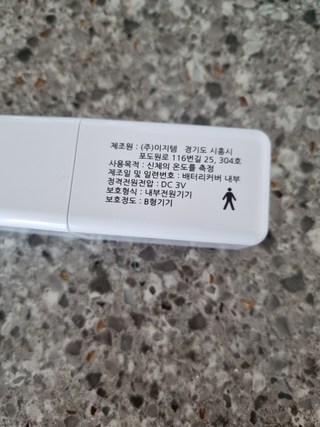 제조원 : (주)이지템 경기도 시흥시
포도원로 116번길 25, 304호
사용목적 : 신체의 온도를 측정
제조일 및 일련번호 : 배터리커버 내부
정격전원전압 : DC 3V
보호형식 : 내부전원기기
보호정도 : B형기기